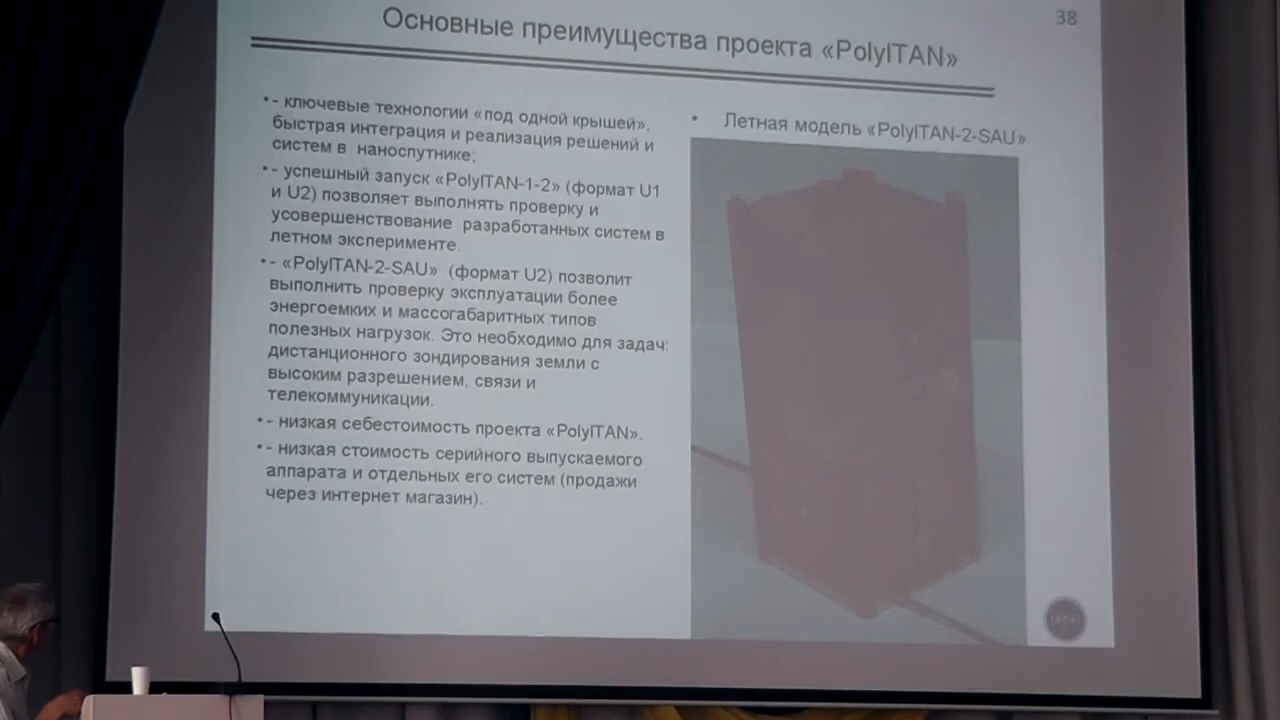 38
Основные преимущества проекта «PolyITAN»
• - ключевые технологии «под одной крышей»,
быстрая интеграция и реализация решений и
систем в наноспутнике;
• - успешный запуск «PolyITAN-1-2» (формат U1
и U2) позволяет выполнять проверку и
усовершенствование разработанных систем в
летном эксперименте.
• - «PolyITAN-2-SAU» (формат U2) позволит
выполнить проверку эксплуатации более
энергоемких и массогабаритных типов
полезных нагрузок. Это необходимо для задач:
дистанционного зондирования земли с
высоким разрешением, связи и
телекоммуникации.
• - низкая себестоимость проекта «PolyITAN».
• - низкая стоимость серийного выпускаемого
аппарата и отдельных его систем (продажи
через интернет магазин).
• Летная модель «PolyITAN-2-SAU»